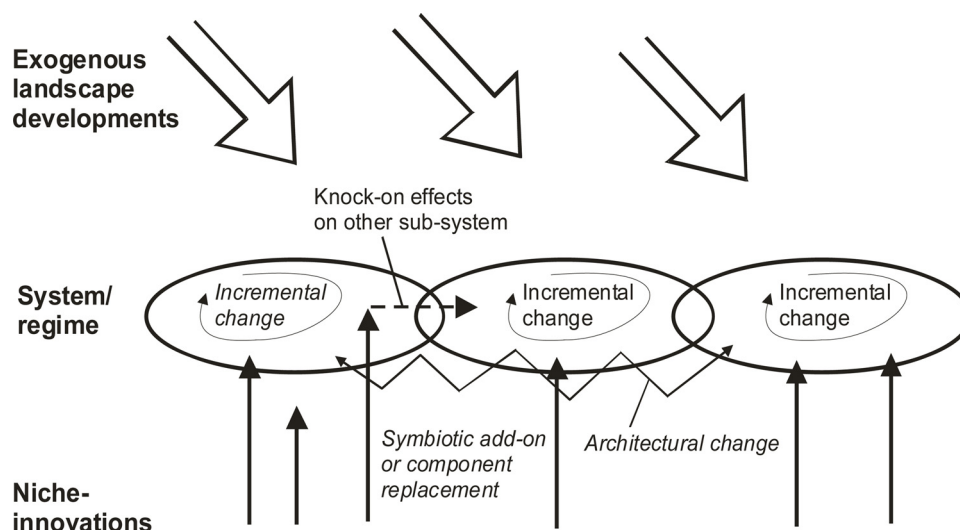 Exogenous
landscape
developments
Knock-on effects
on other sub-system
System/
regime
Incremental
change
Incremental
change
Incremental
change
Symbiotic add-on
or component
replacement
Architectural change
Niche-
innovations